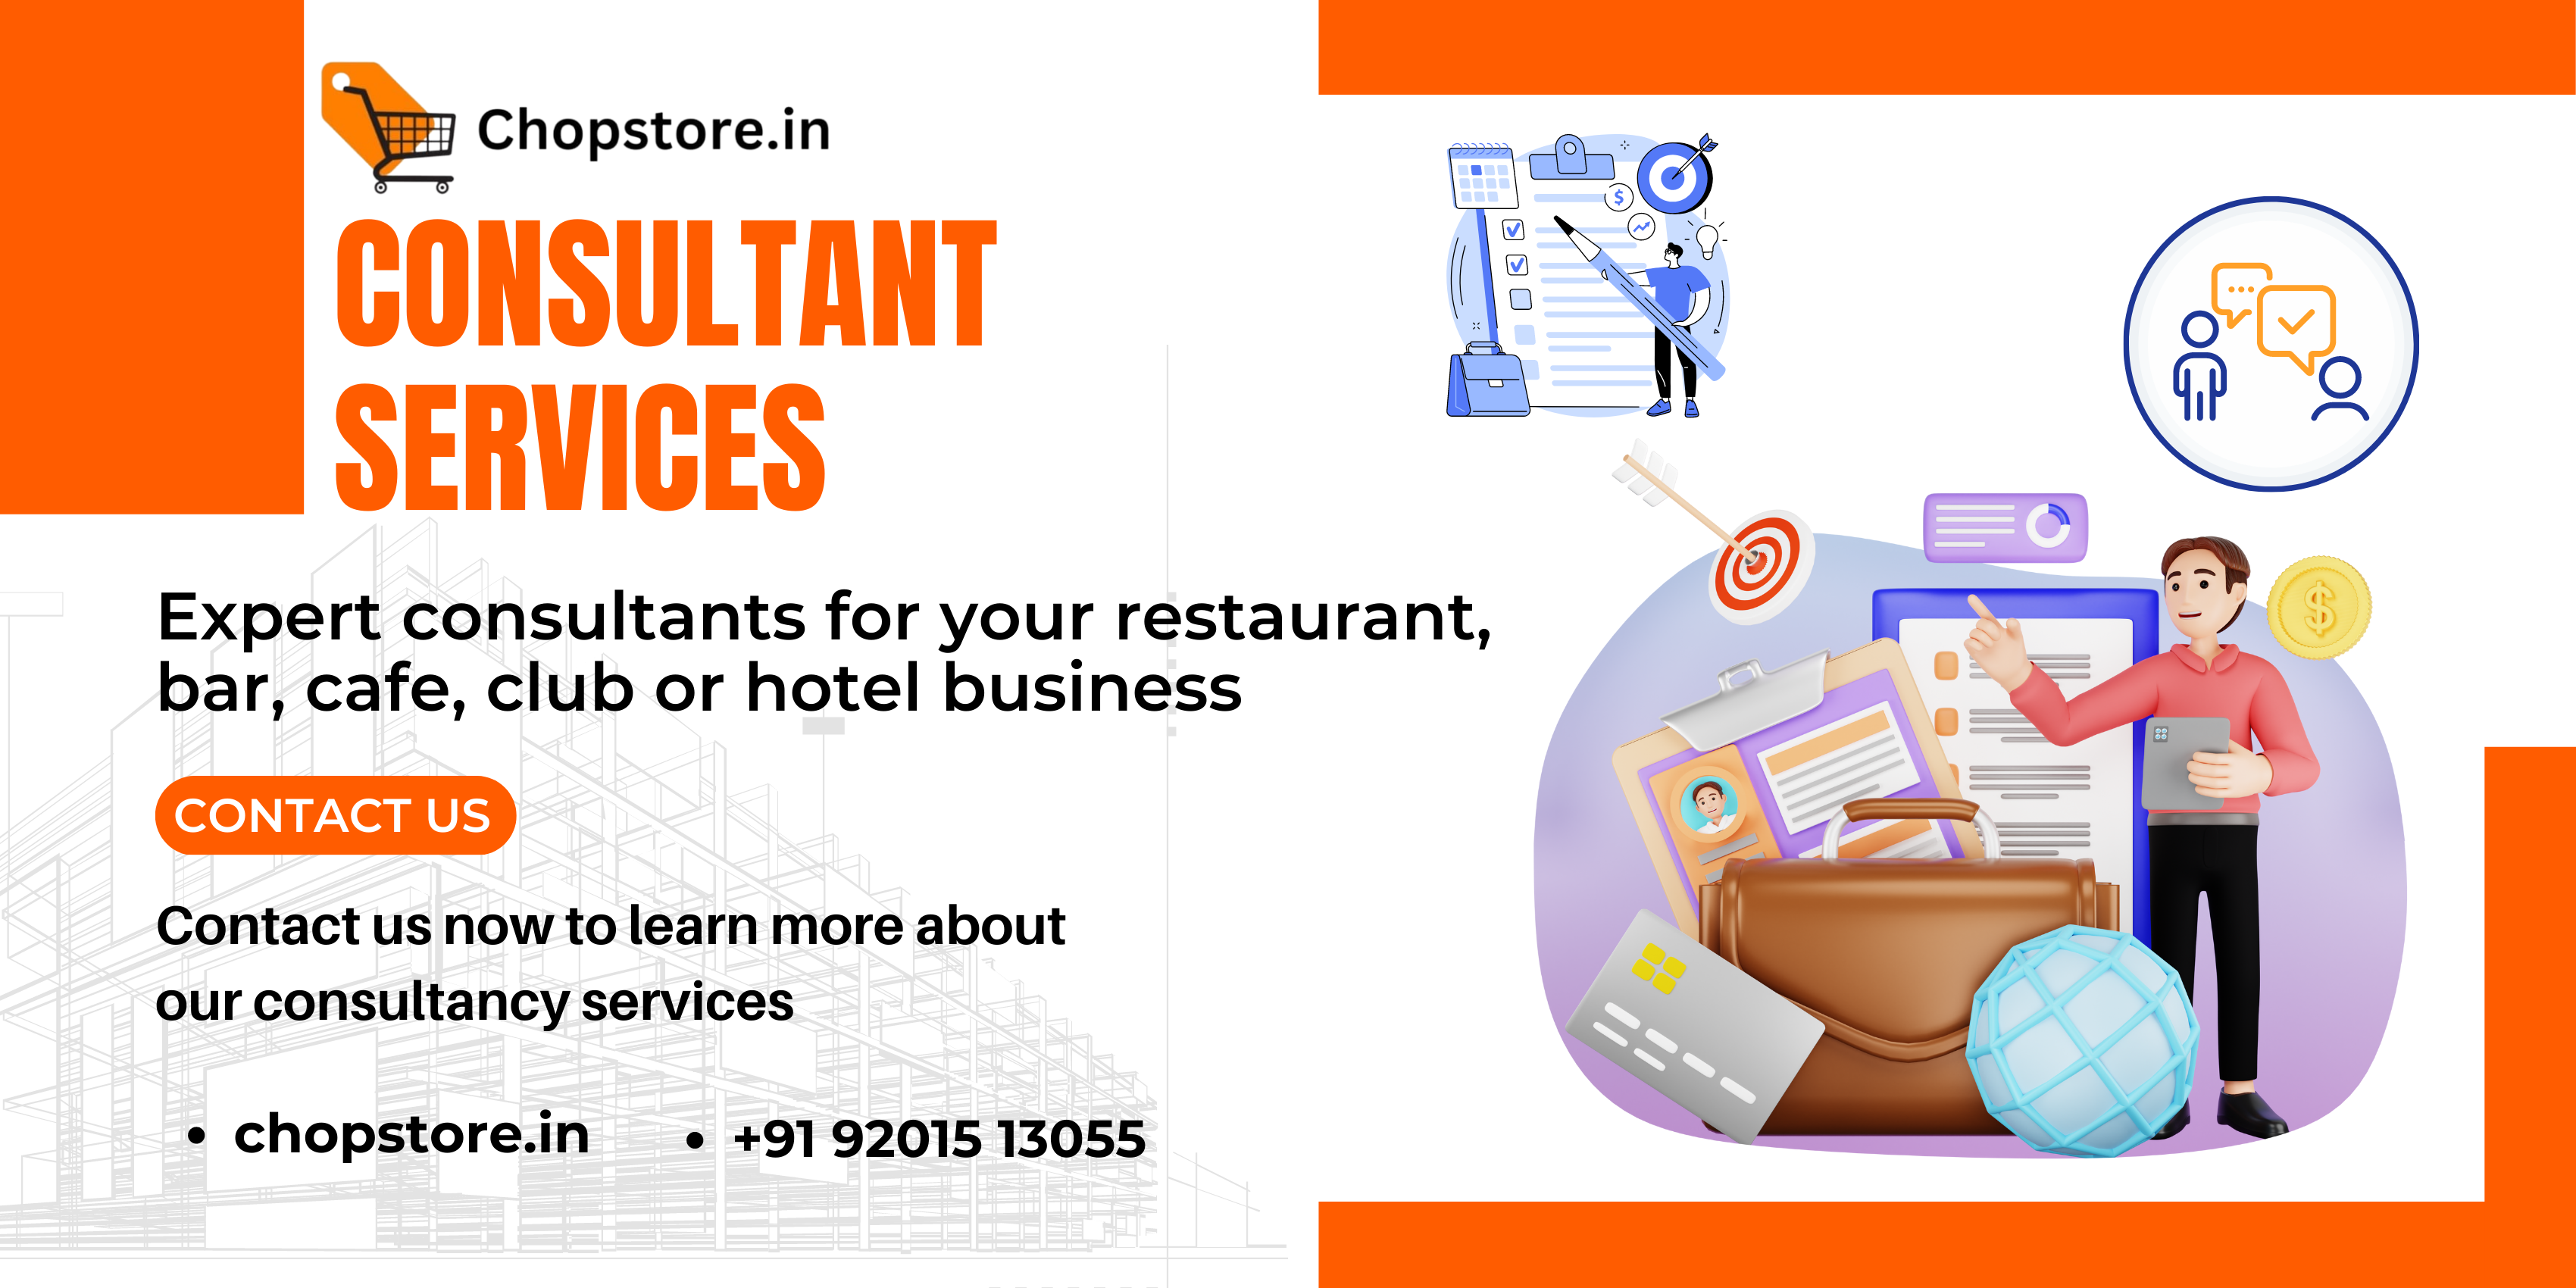 Chopstore.in
CONSULTANT
SERVICES
Expert consultants for your restaurant,
bar, cafe, club or hotel business
CONTACT US
Contact us now to learn more about
our consultancy services
• chopstore.in
• +91 92015 13055